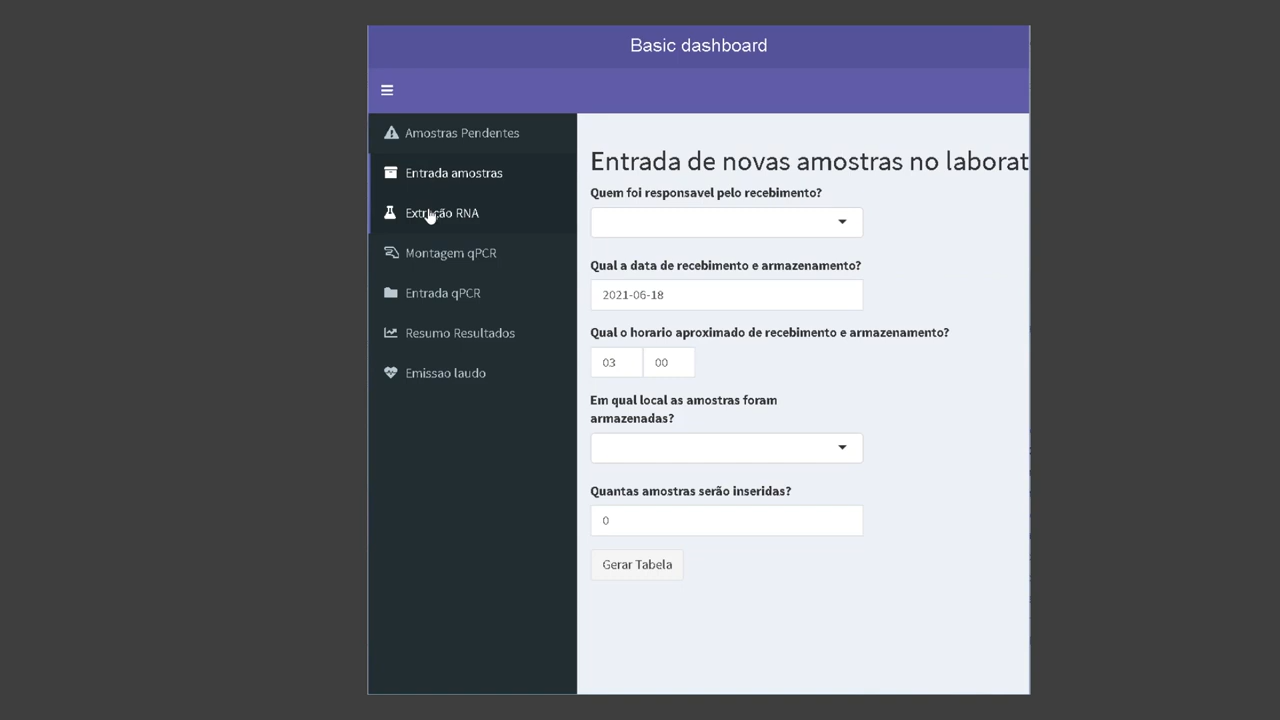 Basic dashboard
Amostras Pendentes
Entrada amostras
Extração RNA
Montagem qPCR
Entrada qPCR
Resumo Resultados
Emissao laudo
Entrada de novas amostras no laborat
Quem foi responsavel pelo recebimento?
Qual a data de recebimento e armazenamento?
2021-06-18
Qual o horario aproximado de recebimento e armazenamento?
03 00
Em qual local as amostras foram
armazenadas?
Quantas amostras serão inseridas?
0
Gerar Tabela